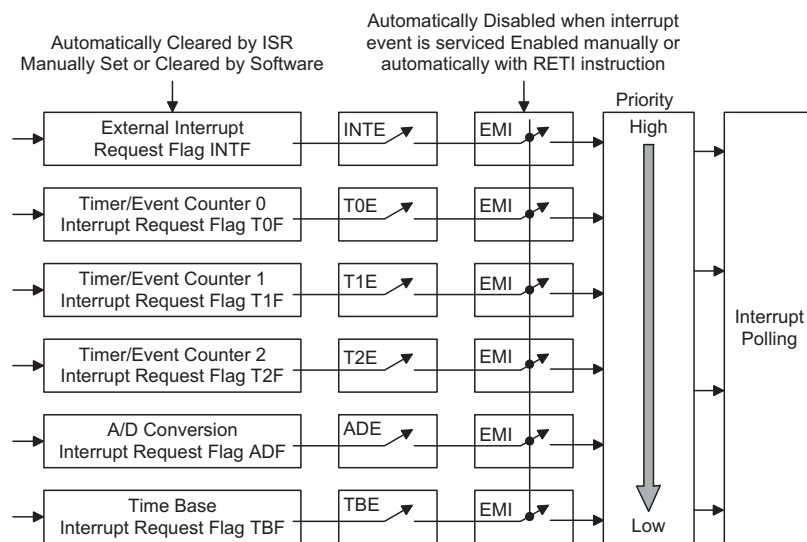 Automatically Cleared by ISR
Manually Set or Cleared by Software
Automatically Disabled when interrupt
event is serviced Enabled manually or
automatically with RETI instruction
Priority
High
External Interrupt
Request Flag INTF
INTE
EMI
Timer/Event Counter 0
Interrupt Request Flag T0F
T0E
EMI
Timer/Event Counter 1
Interrupt Request Flag T1F
T1E
EMI
Timer/Event Counter 2
Interrupt Request Flag T2F
T2E
EMI
A/D Conversion
Interrupt Request Flag ADF
ADE
EMI
Time Base
Interrupt Request Flag TBF
TBE
EMI
Low
Interrupt
Polling